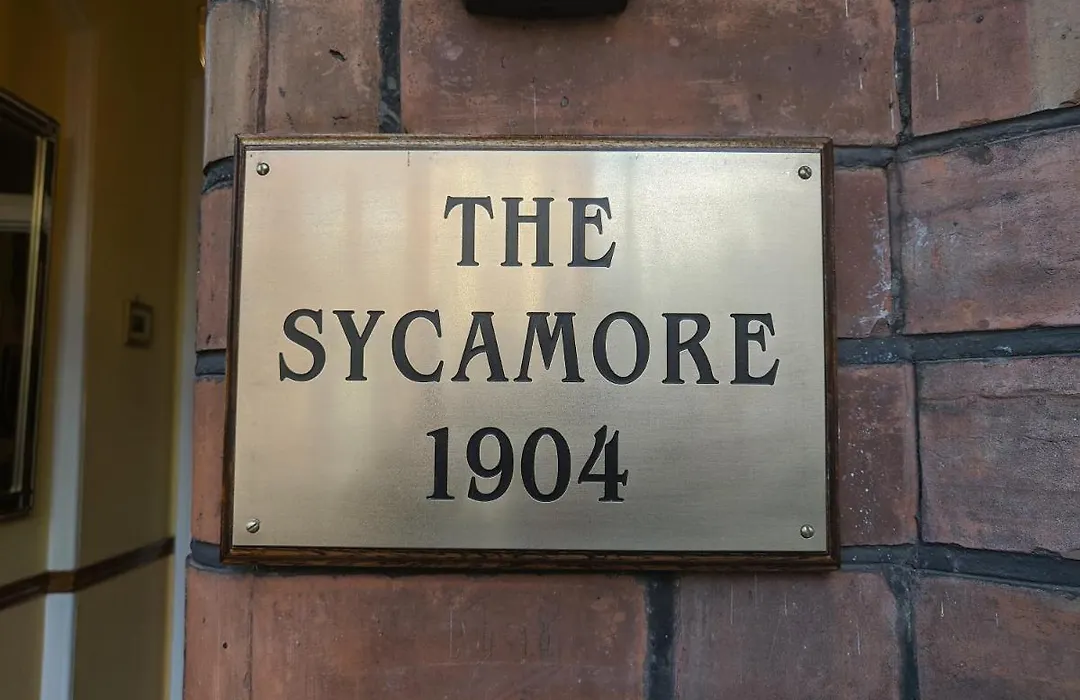 THE
SYCAMORE
1904